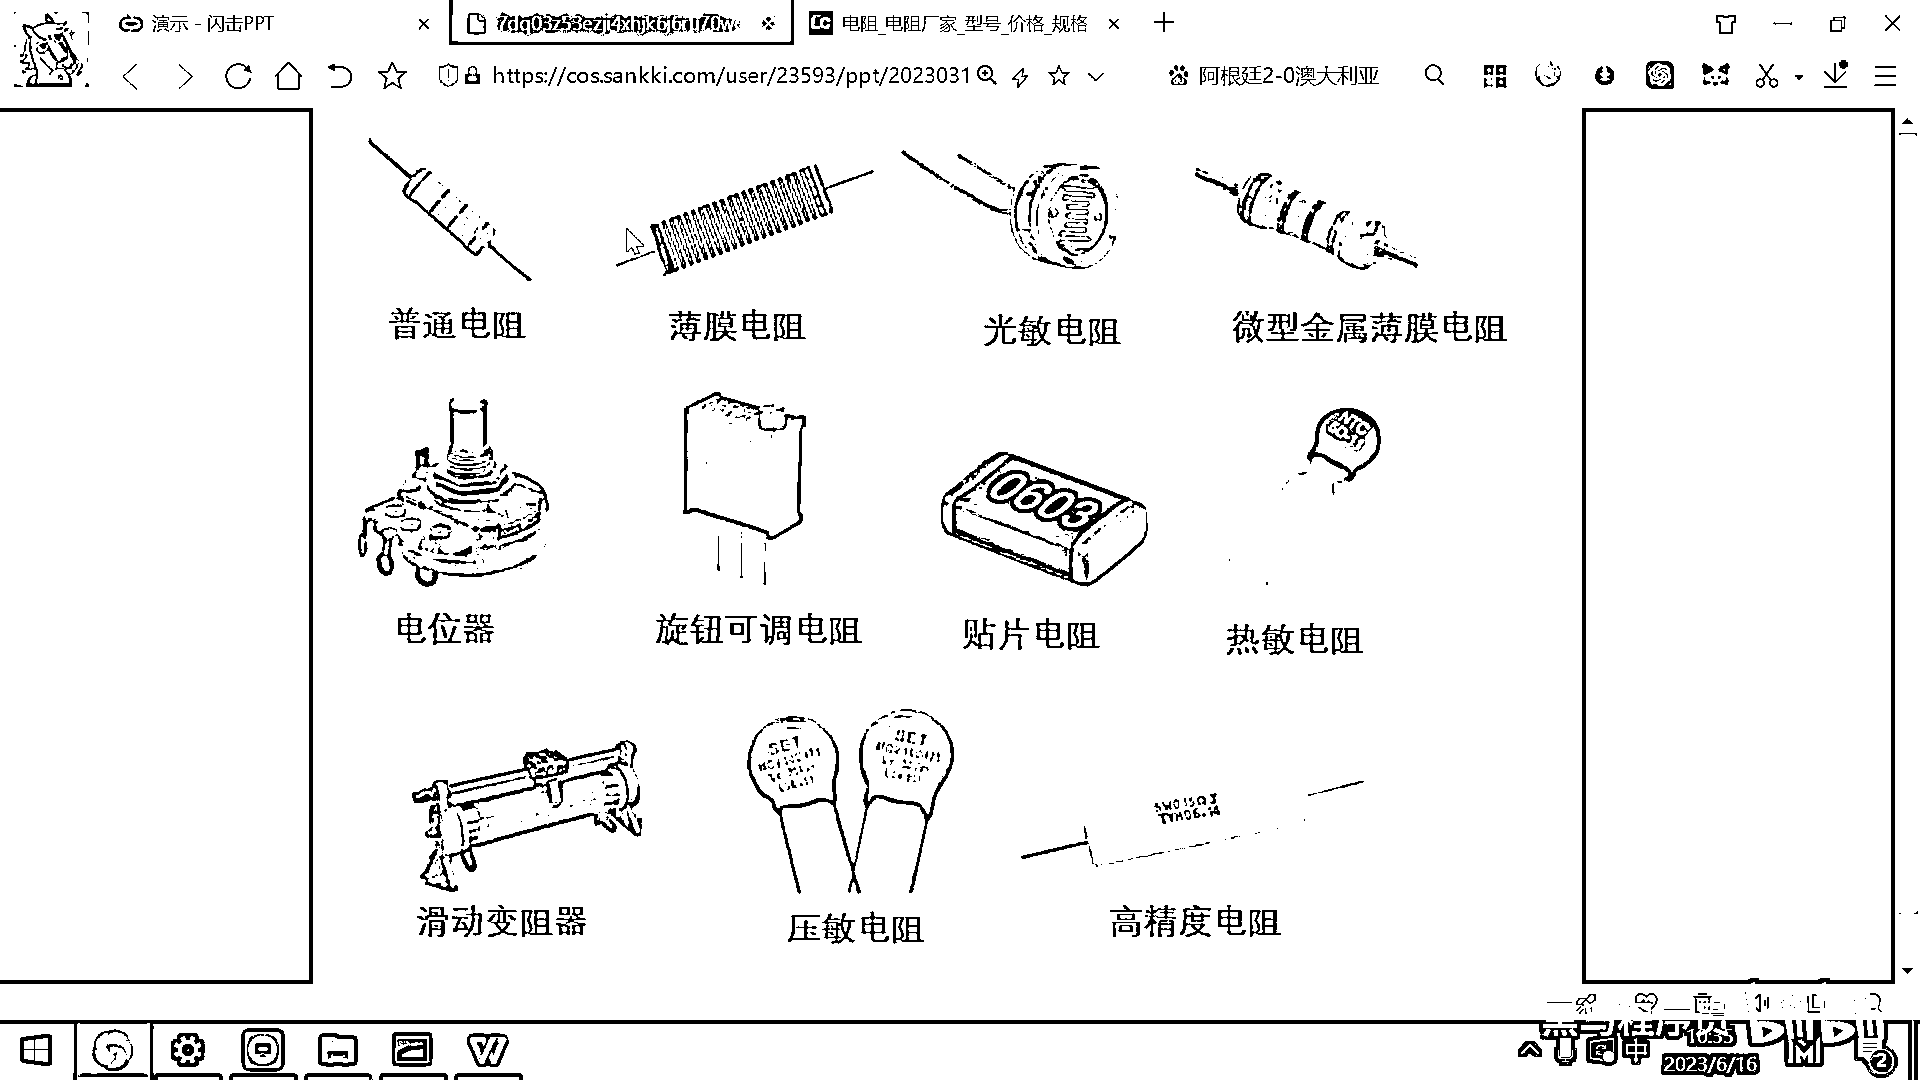 演示 - 闪击PPT
电阻_电阻厂家_型号_价格_规格
https://cos.sankki.com/user/23593/ppt/2023031
阿根廷2-0澳大利亚
普通电阻
薄膜电阻
光敏电阻
微型金属薄膜电阻
NTC
0603
电位器
旋钮可调电阻
贴片电阻
热敏电阻
SET
SET
滑动变阻器
压敏电阻
高精度电阻
中
10:55
2023/6/16
2